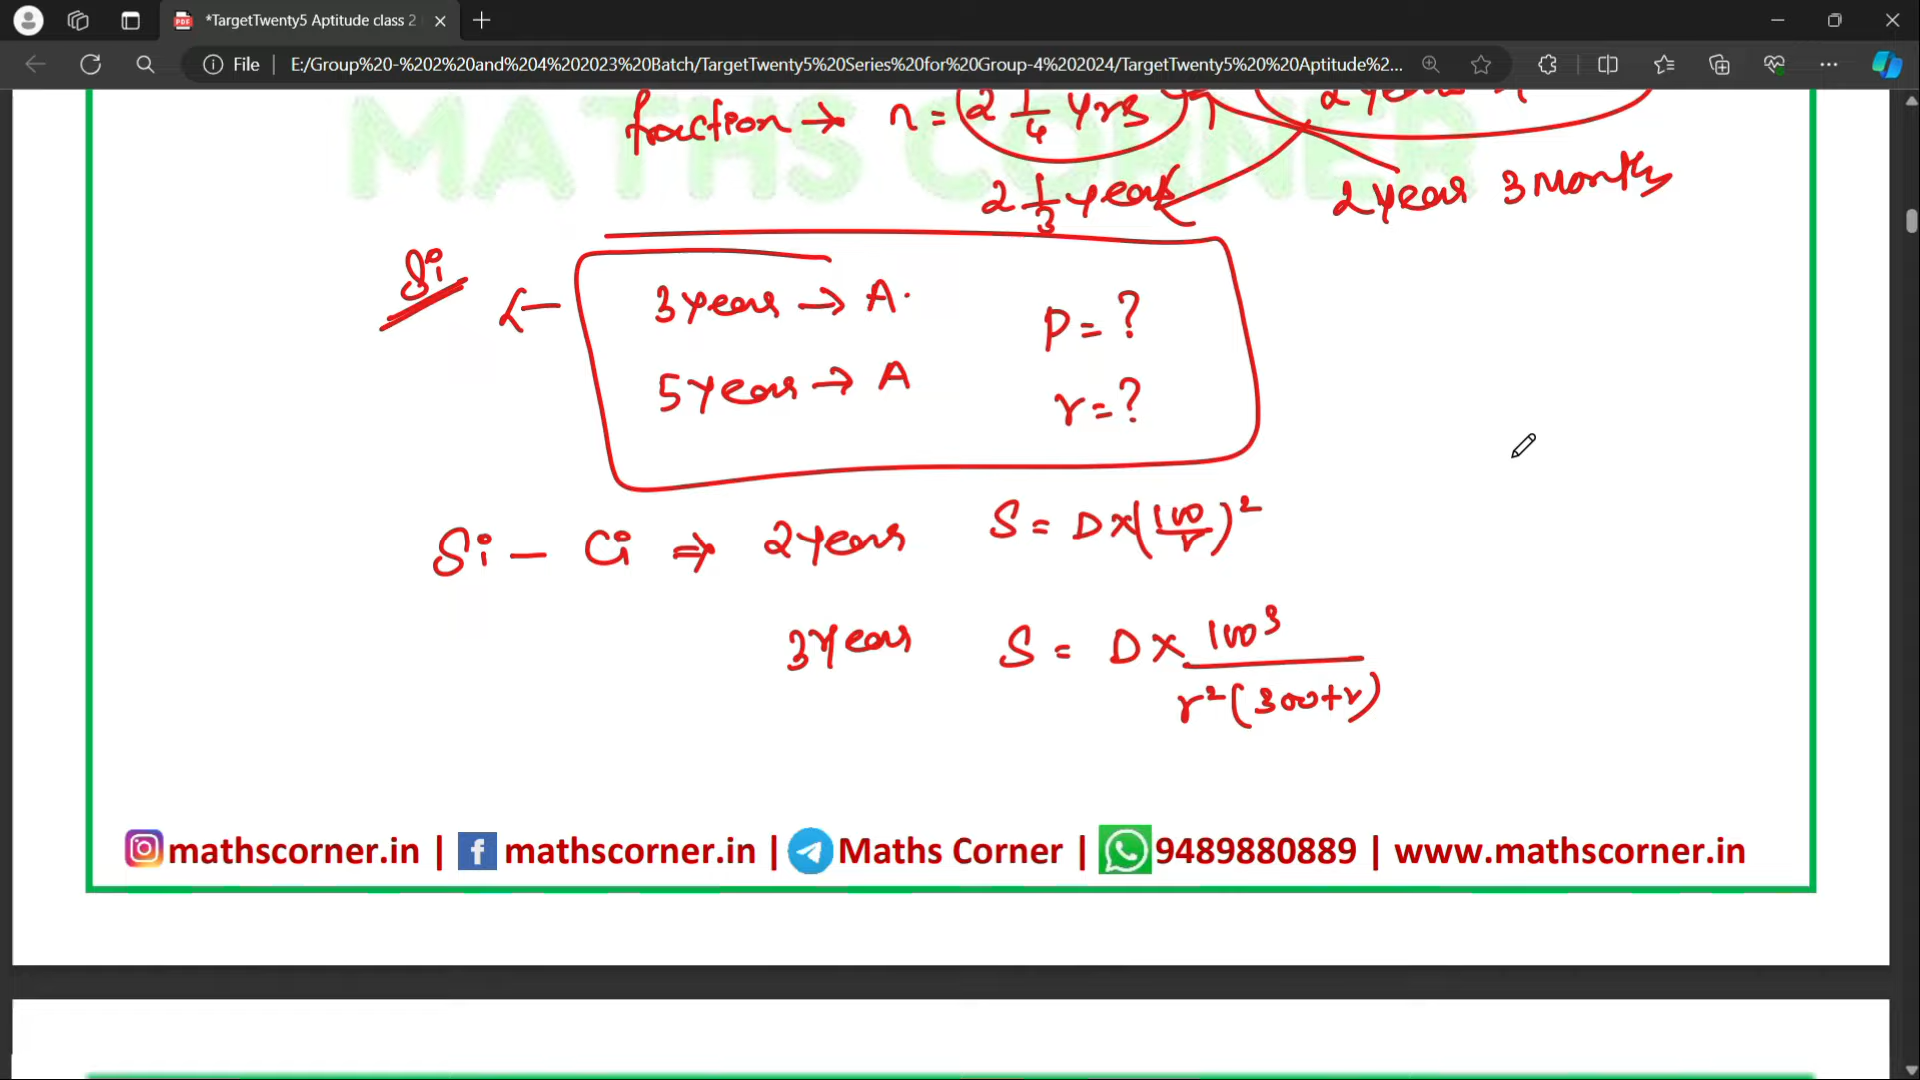 *TargetTwenty5 Aptitude class 2
File | E:/Group%20-%202%20and%204%202023%20Batch/TargetTwenty5%20Series%20for%20Group-4%202024/TargetTwenty5%20%20Aptitude%2...
MATHS CORNER
fraction → n = 2 1/4 yrs
2 1/3 years 2 year 3 Months
Si ←
3 years → A. P = ?
5 years → A r = ?
Si - Ci ⇒ 2 years S = D×(100/r)²
3 years S = D× 100³/r²(300+r)
mathscorner.in | mathscorner.in | Maths Corner | 9489880889 | www.mathscorner.in